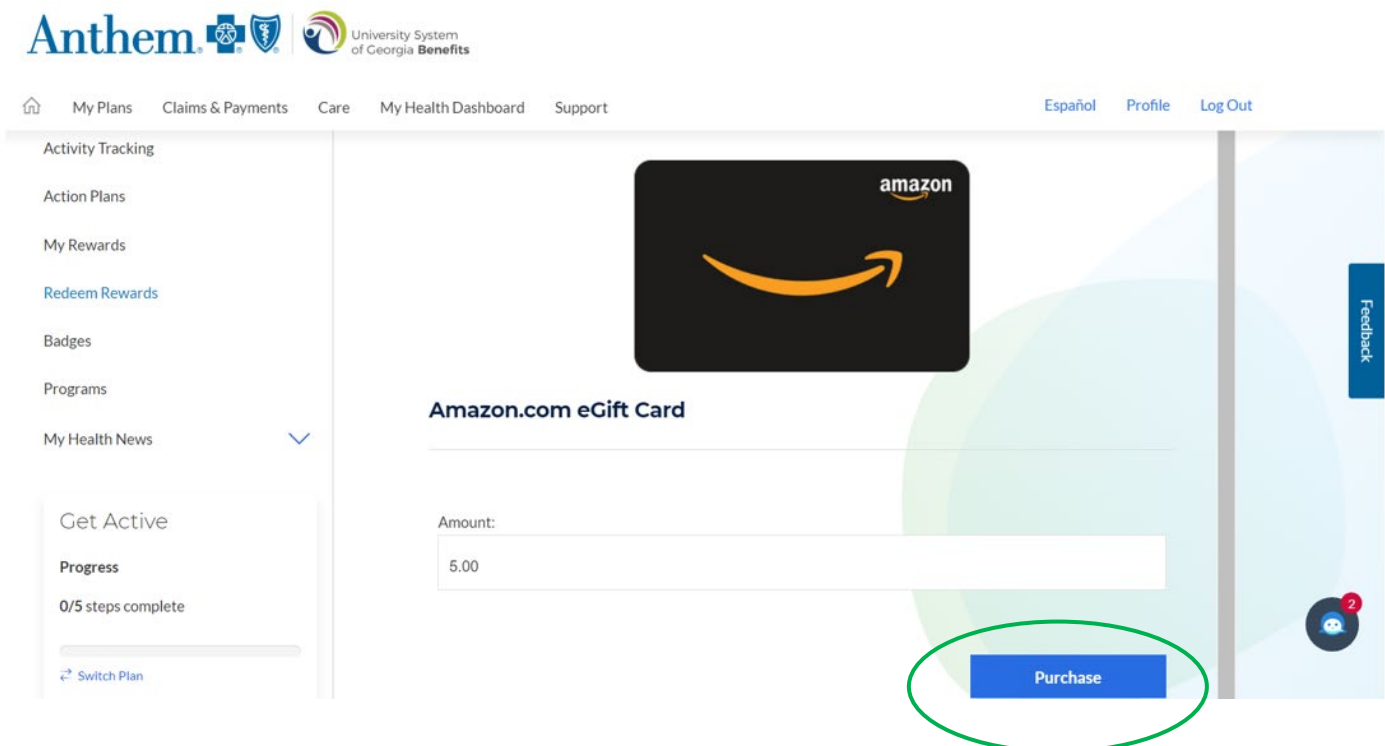 Anthem.
University System
of Georgia Benefits
My Plans Claims & Payments Care My Health Dashboard Support Español Profile Log Out
Activity Tracking
Action Plans
My Rewards
Redeem Rewards
Badges
Programs
My Health News
Get Active
Progress
0/5 steps complete
Switch Plan
amazon
Amazon.com eGift Card
Amount:
5.00
Purchase
Feedback
2